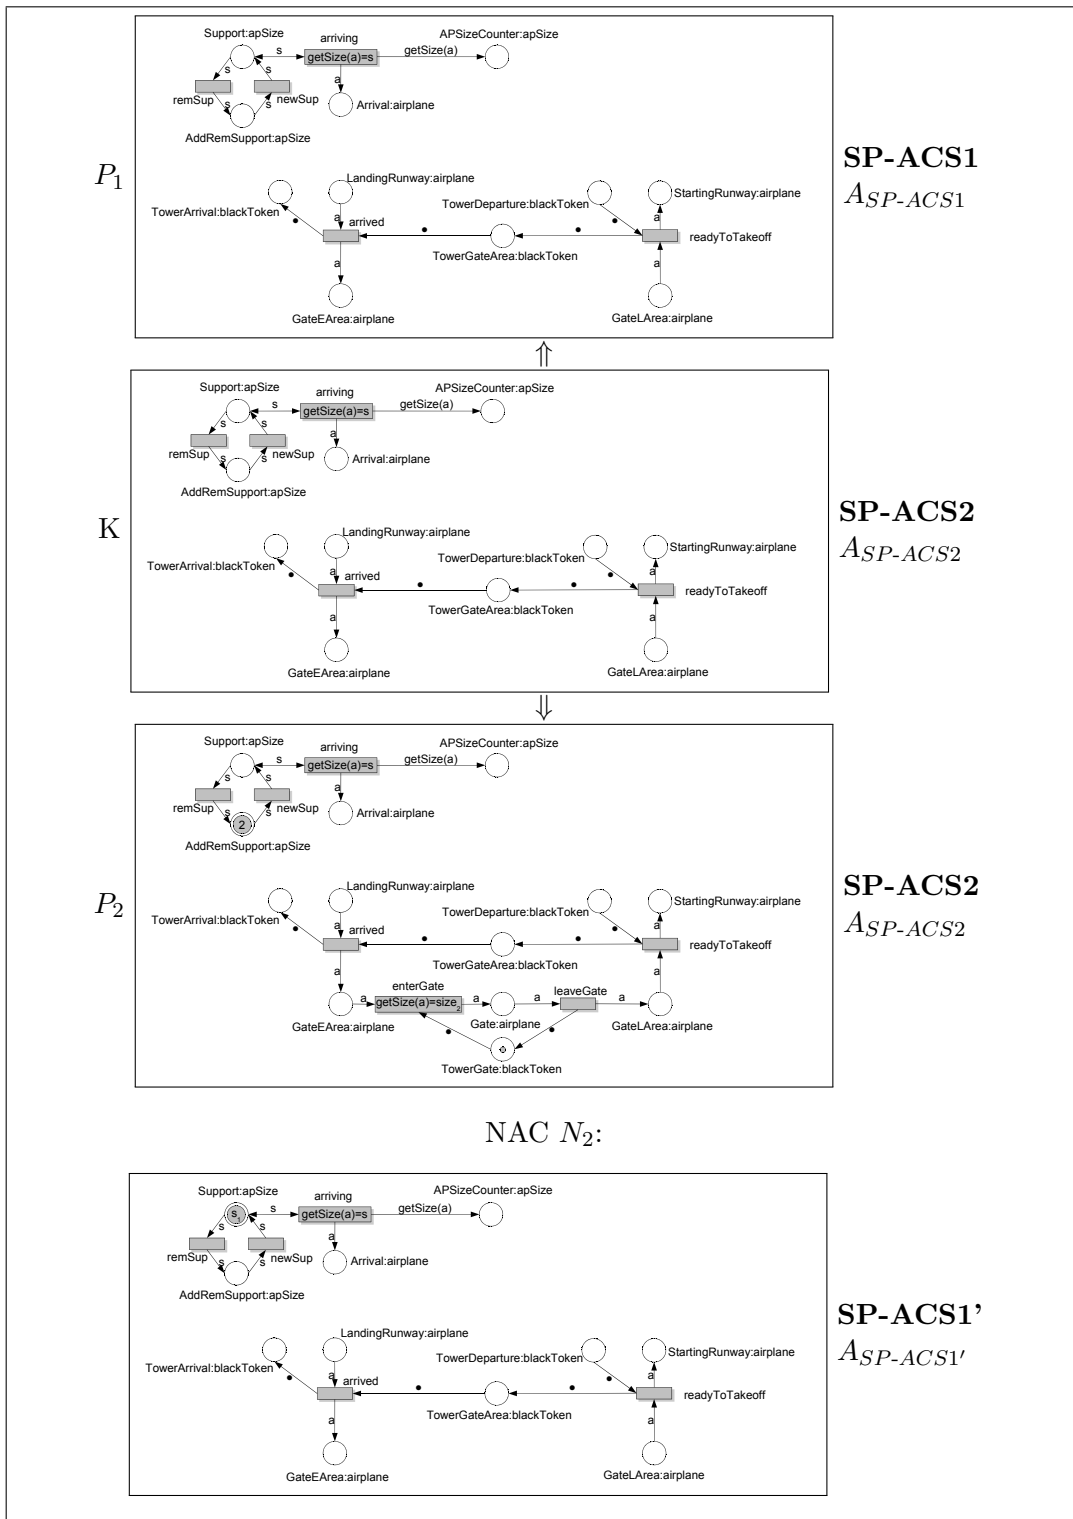 Support:apSize
arriving
APSizeCounter:apSize
s
getSize(a)=s
getSize(a)
s
s
a
remSup
s
s
newSup
Arrival:airplane
AddRemSupport:apSize
P1
SP-ACS1
A_SP-ACS1
LandingRunway:airplane
TowerArrival:blackToken
TowerDeparture:blackToken
StartingRunway:airplane
a
arrived
a
readyToTakeoff
TowerGateArea:blackToken
a
a
GateEArea:airplane
GateLArea:airplane
⇑
Support:apSize
arriving
APSizeCounter:apSize
s
getSize(a)=s
getSize(a)
s
s
a
remSup
s
s
newSup
Arrival:airplane
AddRemSupport:apSize
K
SP-ACS2
A_SP-ACS2
LandingRunway:airplane
TowerArrival:blackToken
TowerDeparture:blackToken
StartingRunway:airplane
a
arrived
a
readyToTakeoff
TowerGateArea:blackToken
a
a
GateEArea:airplane
GateLArea:airplane
⇓
Support:apSize
arriving
APSizeCounter:apSize
s
getSize(a)=s
getSize(a)
s
s
a
remSup
s
s
newSup
Arrival:airplane
2
AddRemSupport:apSize
P2
SP-ACS2
A_SP-ACS2
LandingRunway:airplane
TowerArrival:blackToken
TowerDeparture:blackToken
StartingRunway:airplane
a
arrived
a
readyToTakeoff
TowerGateArea:blackToken
a
a
enterGate
leaveGate
a
getSize(a)=size2
a
a
a
GateEArea:airplane
Gate:airplane
GateLArea:airplane
TowerGate:blackToken
NAC N2:
Support:apSize
arriving
APSizeCounter:apSize
s1
s
getSize(a)=s
getSize(a)
s
s
a
remSup
s
s
newSup
Arrival:airplane
AddRemSupport:apSize
SP-ACS1'
A_SP-ACS1'
LandingRunway:airplane
TowerArrival:blackToken
TowerDeparture:blackToken
StartingRunway:airplane
a
arrived
a
readyToTakeoff
TowerGateArea:blackToken
a
a
GateEArea:airplane
GateLArea:airplane